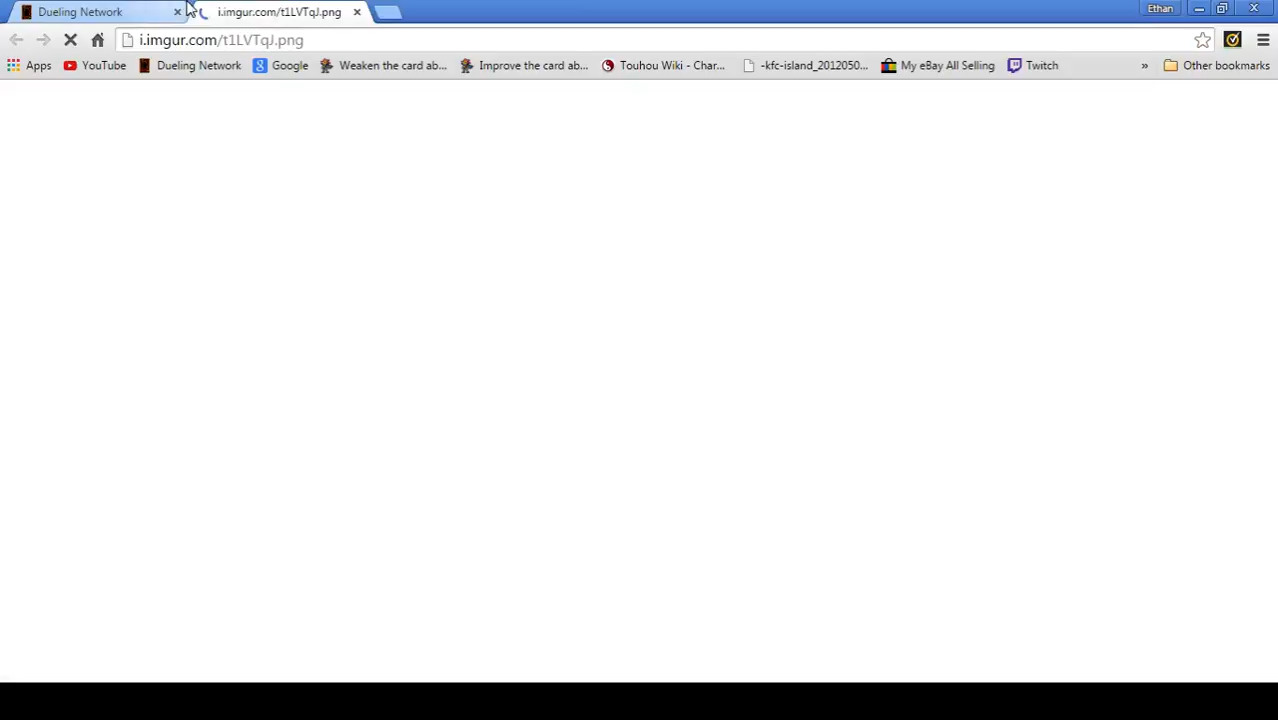 Dueling Network
i.imgur.com/t1LVTqJ.png
Ethan
i.imgur.com/t1LVTqJ.png
Apps YouTube Dueling Network Google Weaken the card ab... Improve the card ab... Touhou Wiki - Char... -kfc-island_2012050... My eBay All Selling Twitch » Other bookmarks